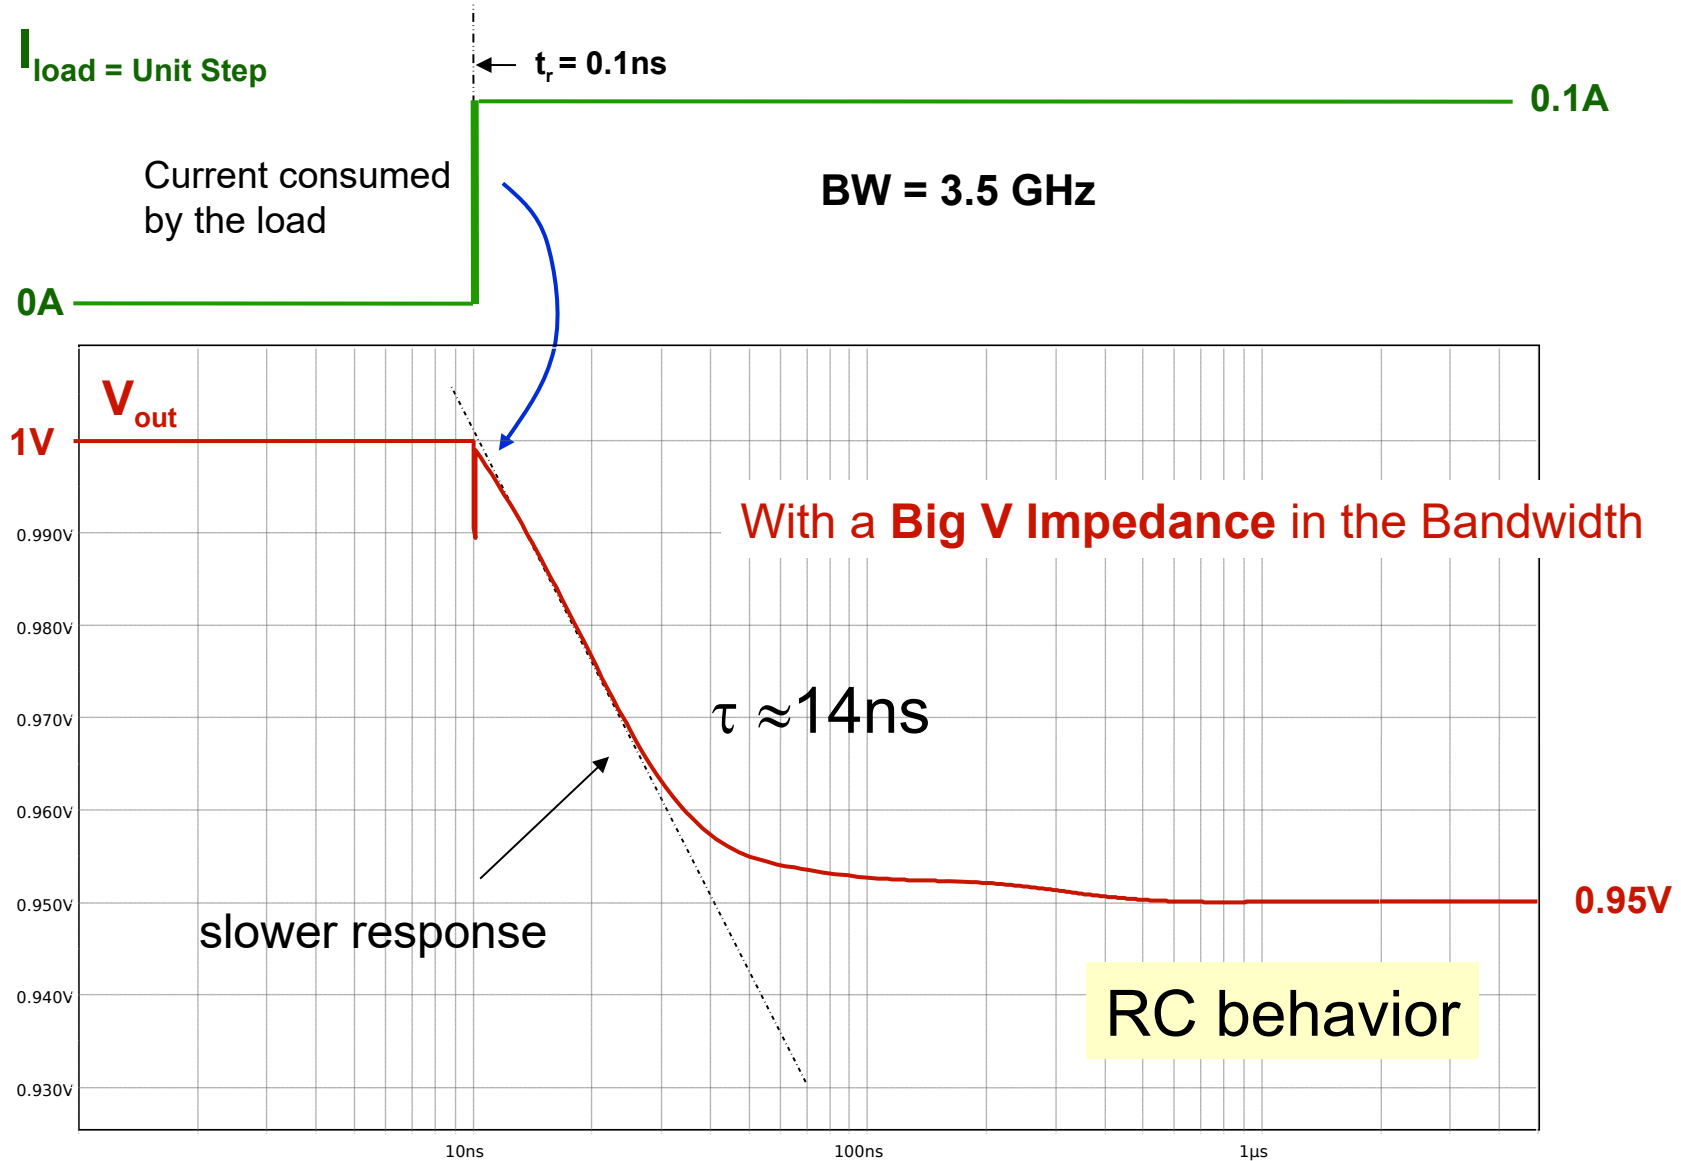 I load = Unit Step
tr = 0.1ns
0.1A
Current consumed
by the load
BW = 3.5 GHz
0A
Vout
1V
With a Big V Impedance in the Bandwidth
0.990V
0.980V
τ ≈14ns
0.970V
0.960V
0.950V
0.95V
slower response
0.940V
RC behavior
0.930V
10ns
100ns
1µs